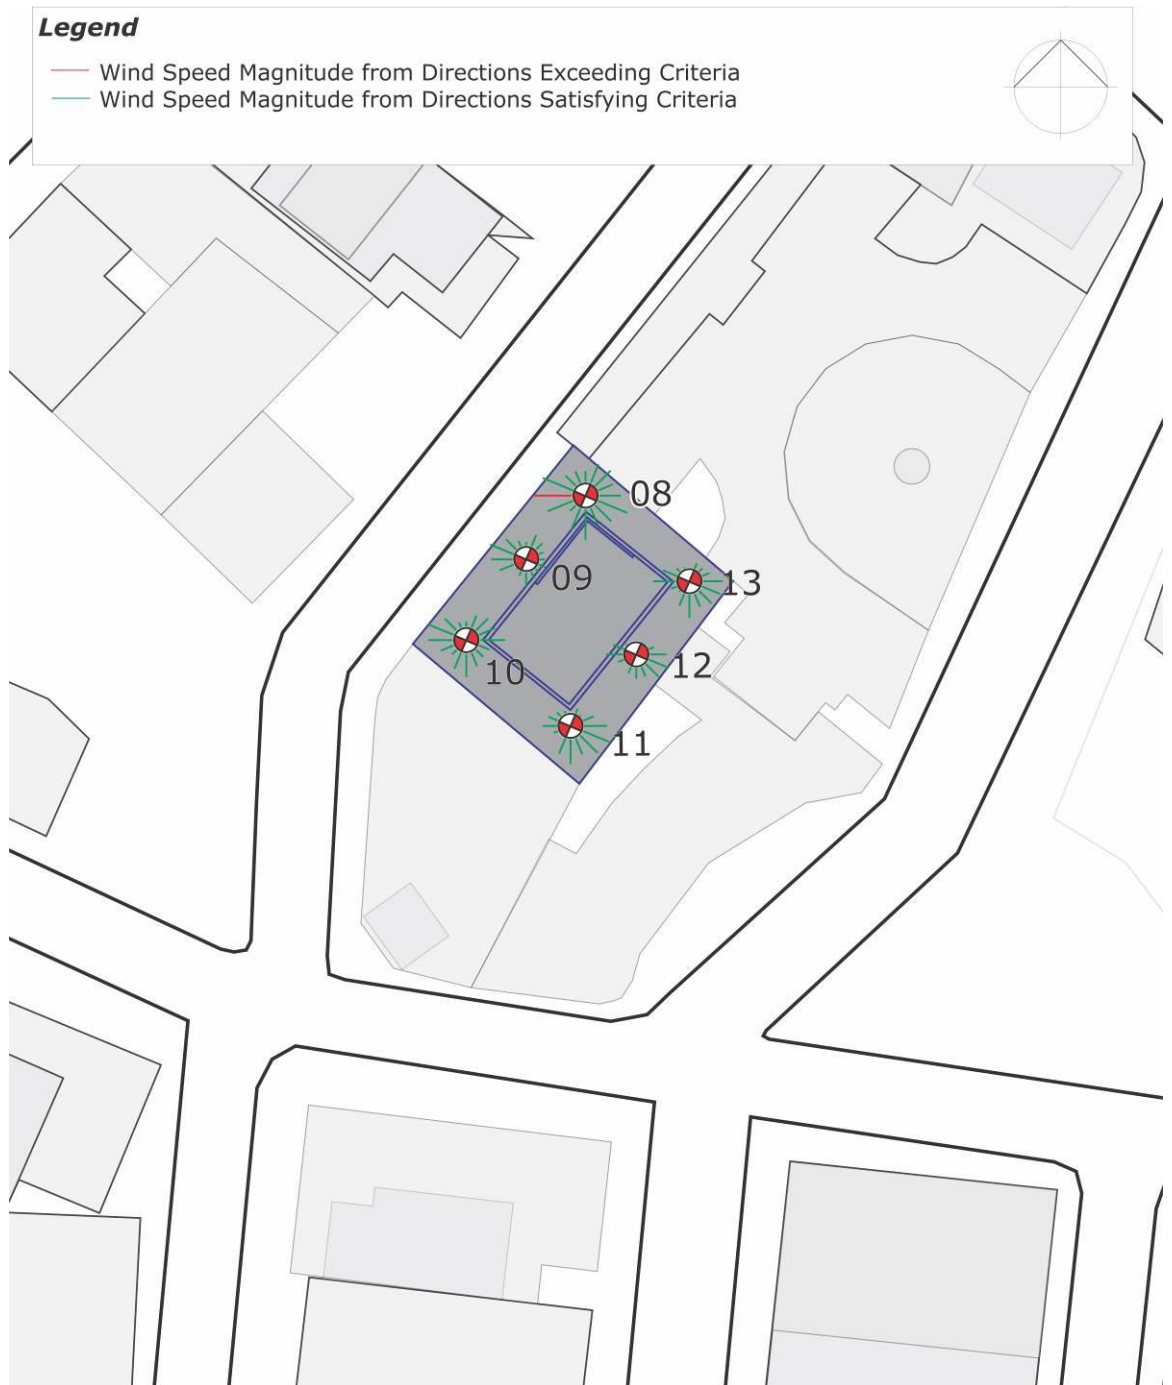 Legend
Wind Speed Magnitude from Directions Exceeding Criteria
Wind Speed Magnitude from Directions Satisfying Criteria
08
09
13
10
12
11